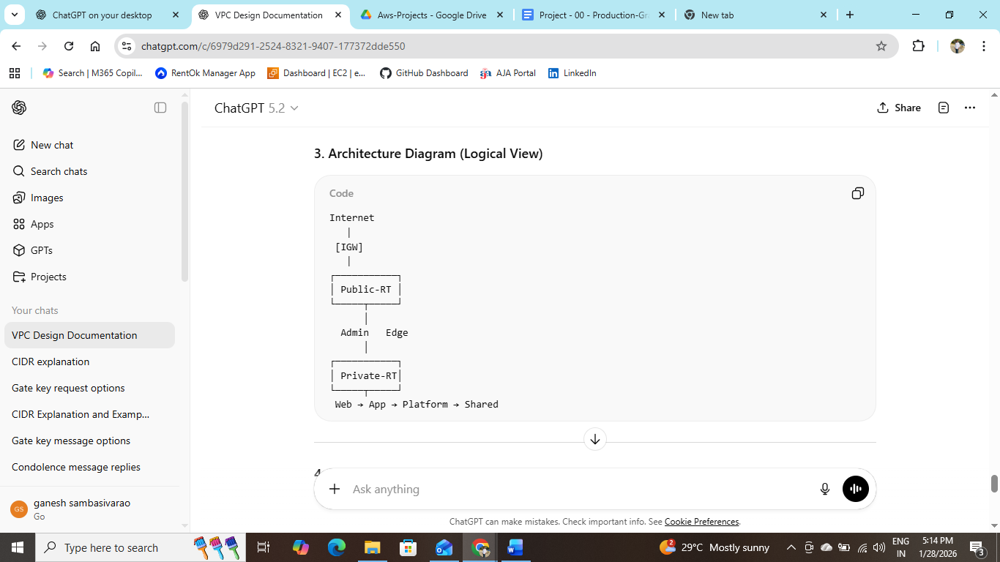 ChatGPT on your desktop
VPC Design Documentation
Aws-Projects - Google Drive
Project - 00 - Production-Gr
New tab
chatgpt.com/c/6979d291-2524-8321-9407-177372dde550
Search | M365 Copil...
RentOk Manager App
Dashboard | EC2 | e...
GitHub Dashboard
AJA Portal
LinkedIn
ChatGPT 5.2
Share
New chat
Search chats
Images
Apps
GPTs
Projects
Your chats
VPC Design Documentation
CIDR explanation
Gate key request options
CIDR Explanation and Examp...
Gate key message options
Condolence message replies
GS
ganesh sambasivarao
Go
3. Architecture Diagram (Logical View)
Code
Internet
[IGW]
Public-RT
Admin Edge
Private-RT
Web → App → Platform → Shared
Ask anything
ChatGPT can make mistakes. Check important info. See Cookie Preferences.
Type here to search
2
29°C Mostly sunny
ENG
IN
5:14 PM
1/28/2026
3